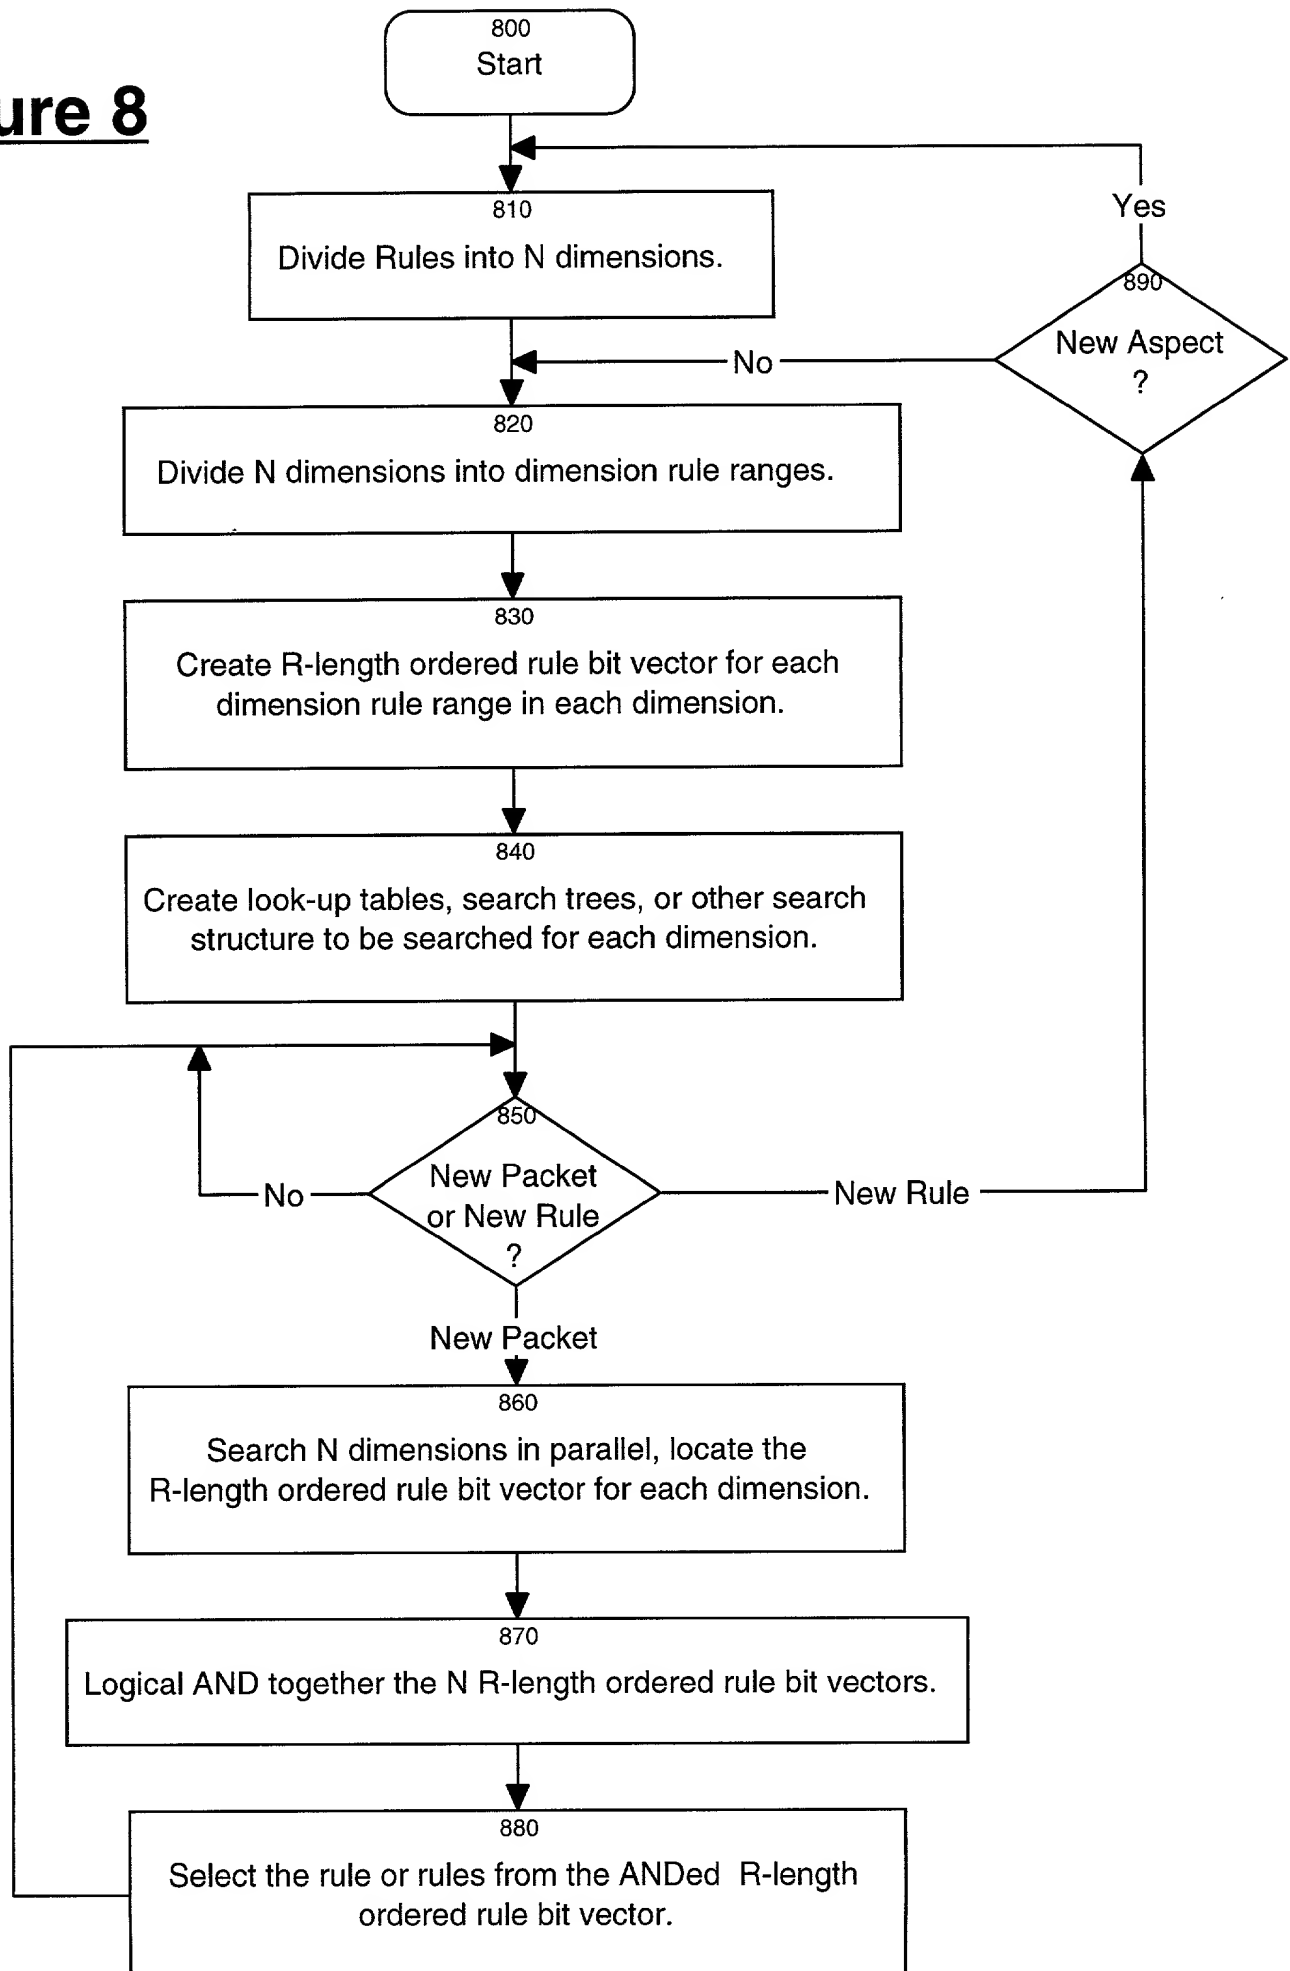 800
Start
ure 8
810
Divide Rules into N dimensions.
Yes
890
New Aspect
?
No
820
Divide N dimensions into dimension rule ranges.
830
Create R-length ordered rule bit vector for each
dimension rule range in each dimension.
840
Create look-up tables, search trees, or other search
structure to be searched for each dimension.
850
New Packet
or New Rule
?
No
New Rule
New Packet
860
Search N dimensions in parallel, locate the
R-length ordered rule bit vector for each dimension.
870
Logical AND together the N R-length ordered rule bit vectors.
880
Select the rule or rules from the ANDed R-length
ordered rule bit vector.